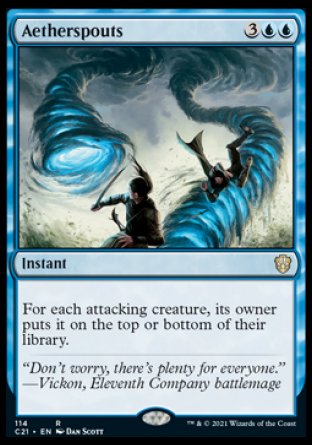 Aetherspouts 3
Instant
For each attacking creature, its owner
puts it on the top or bottom of their
library.
“Don’t worry, there’s plenty for everyone.”
—Vickon, Eleventh Company battlemage
114 R
C21 • EN Dan Scott
™ & © 2021 Wizards of the Coast